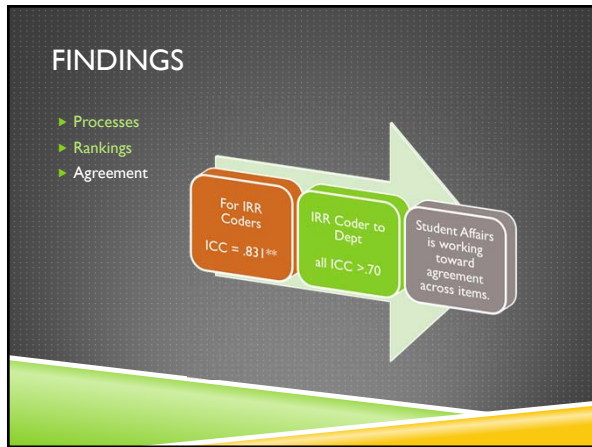 FINDINGS
Processes
Rankings
Agreement
For IRR
Coders
ICC = .831**
IRR Coder to
Dept
all ICC >.70
Student Affairs
is working
toward
agreement
across items.